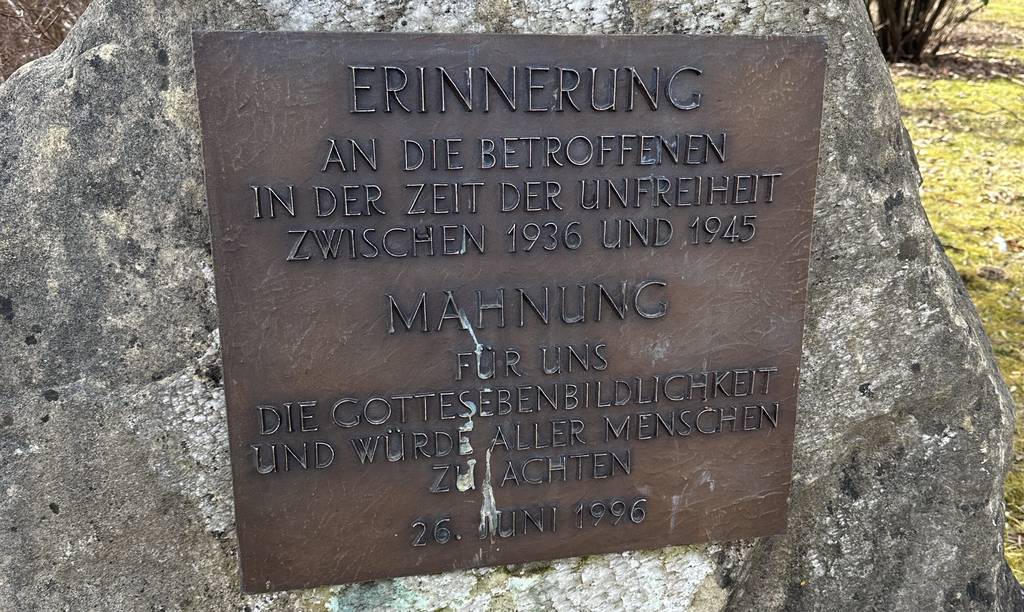 ERINNERUNG
AN DIE BETROFFENEN
IN DER ZEIT DER UNFREIHEIT
ZWISCHEN 1936 UND 1945
MAHNUNG
FÜR UNS
DIE GOTTESEBENBILDLICHKEIT
UND WÜRDE ALLER MENSCHEN
ZU ACHTEN
26. JUNI 1996